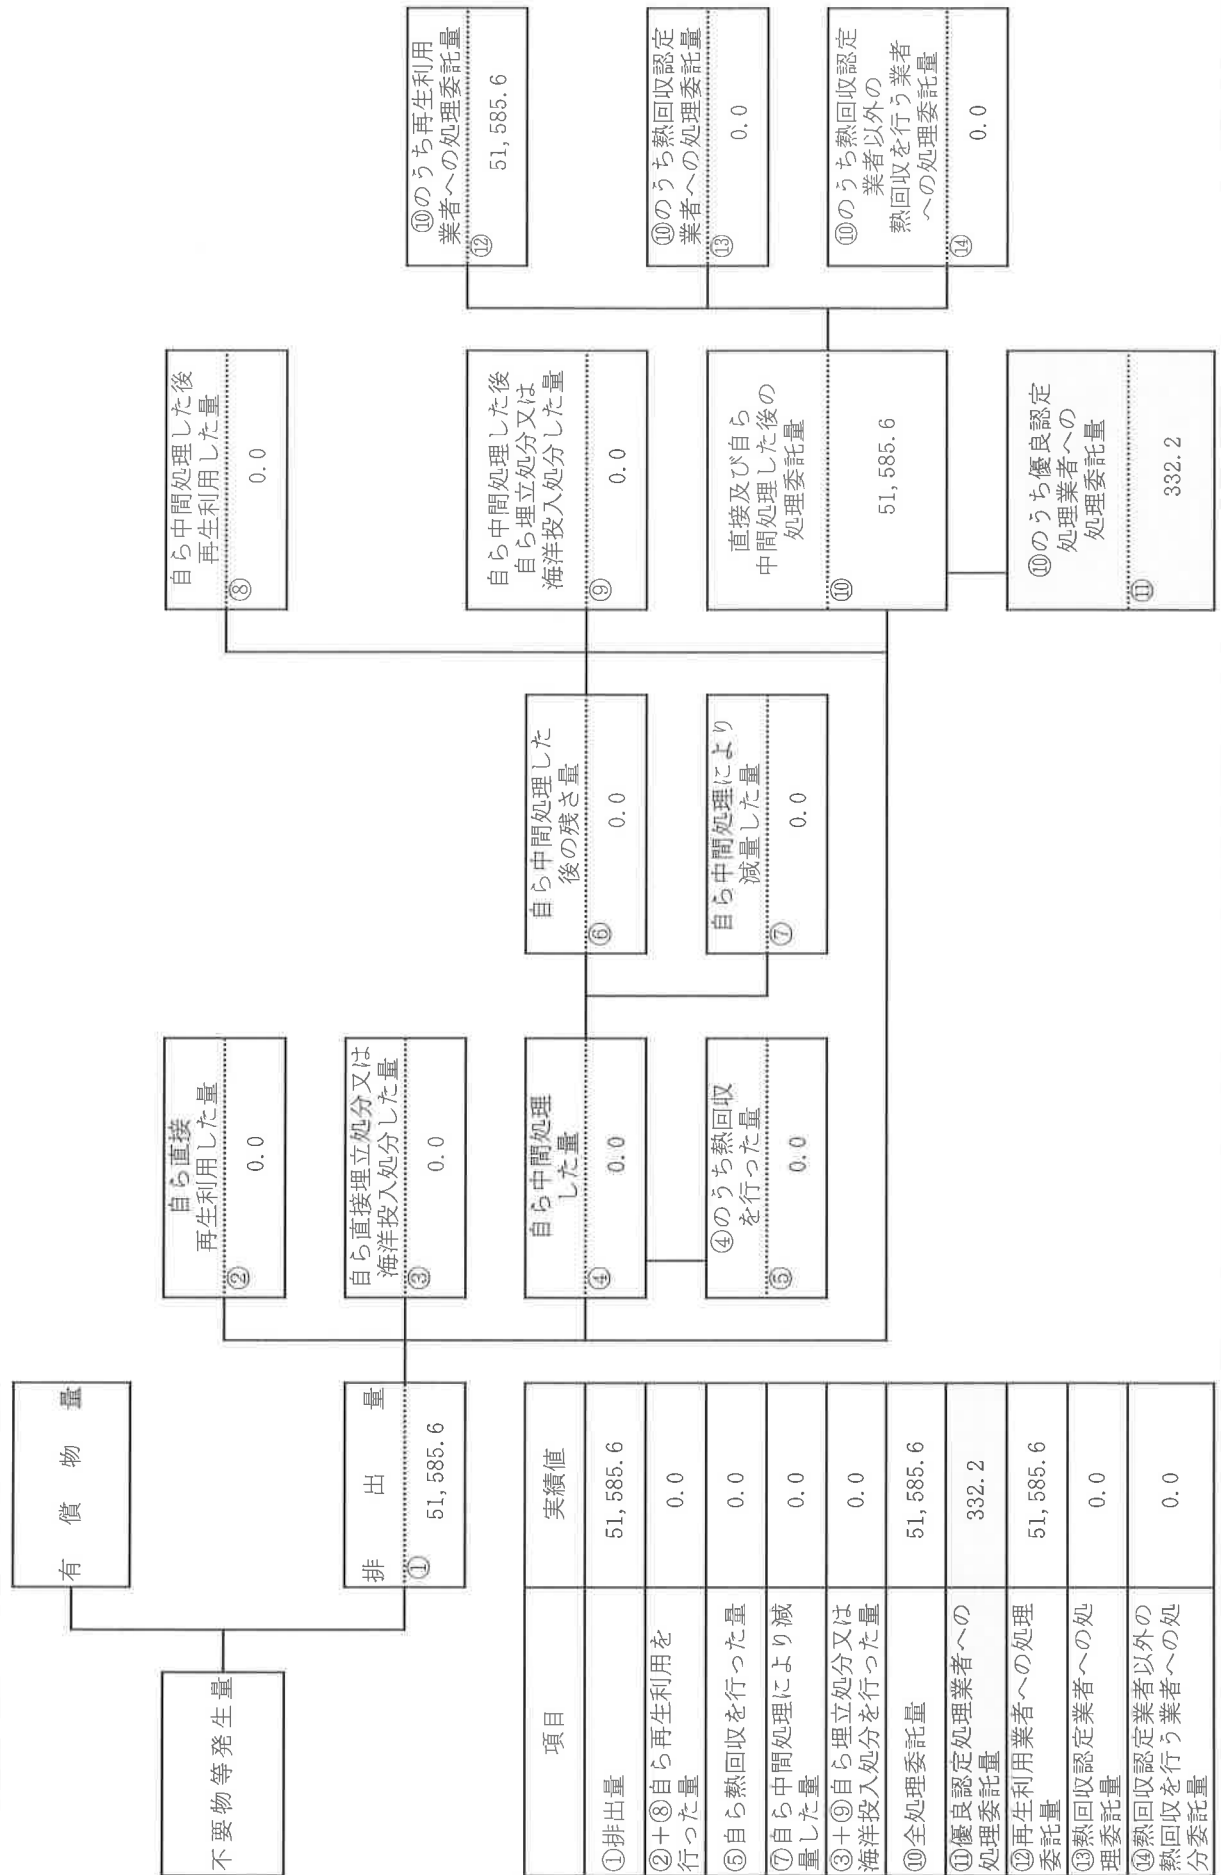 不要物等発生量
有償物量
排出量
①
51,585.6
自ら直接
再生利用した量
②
0.0
自ら直接埋立処分又は
海洋投入処分した量
③
0.0
自ら中間処理
した量
④
0.0
④のうち熱回収
を行った量
⑤
0.0
自ら中間処理した
後の残さ量
⑥
0.0
自ら中間処理により
減量した量
⑦
0.0
自ら中間処理した後
再生利用した量
⑧
0.0
自ら中間処理した後
自ら埋立処分又は
海洋投入処分した量
⑨
0.0
直接及び自ら
中間処理した後の
処理委託量
⑩
51,585.6
⑩のうち優良認定
処理業者への
処理委託量
⑪
332.2
⑩のうち再生利用
業者への処理委託量
⑫
51,585.6
⑩のうち熱回収認定
業者への処理委託量
⑬
0.0
⑩のうち熱回収認定
業者以外の
熱回収を行う業者
への処理委託量
⑭
0.0
項目 実績値
①排出量 51,585.6
②+⑧自ら再生利用を
行った量 0.0
⑤自ら熱回収を行った量 0.0
⑦自ら中間処理により減
量した量 0.0
③+⑨自ら埋立処分又は
海洋投入処分を行った量 0.0
⑩全処理委託量 51,585.6
⑪優良認定処理業者への
処理委託量 332.2
⑫再生利用業者への処理
委託量 51,585.6
⑬熱回収認定業者への処
理委託量 0.0
⑭熱回収認定業者以外の
熱回収を行う業者への処
分委託量 0.0